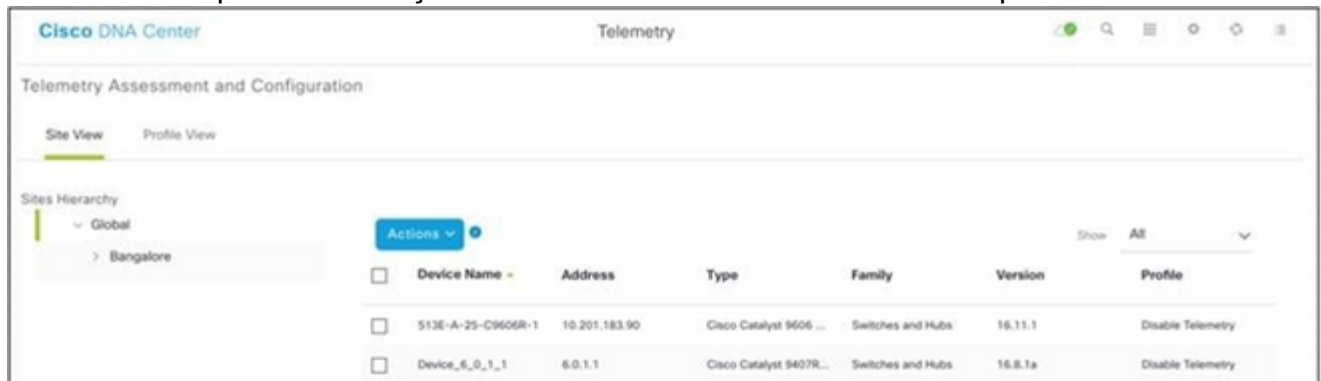 Cisco DNA Center Telemetry
Telemetry Assessment and Configuration
Site View Profile View
Sites Hierarchy
Global
Bangalore
Actions Show All
Device Name Address Type Family Version Profile
S13E-A-25-C9606R-1 10.201.183.90 Cisco Catalyst 9606 ... Switches and Hubs 16.11.1 Disable Telemetry
Device_6_0_1_1 6.0.1.1 Cisco Catalyst 9407R... Switches and Hubs 16.8.1a Disable Telemetry